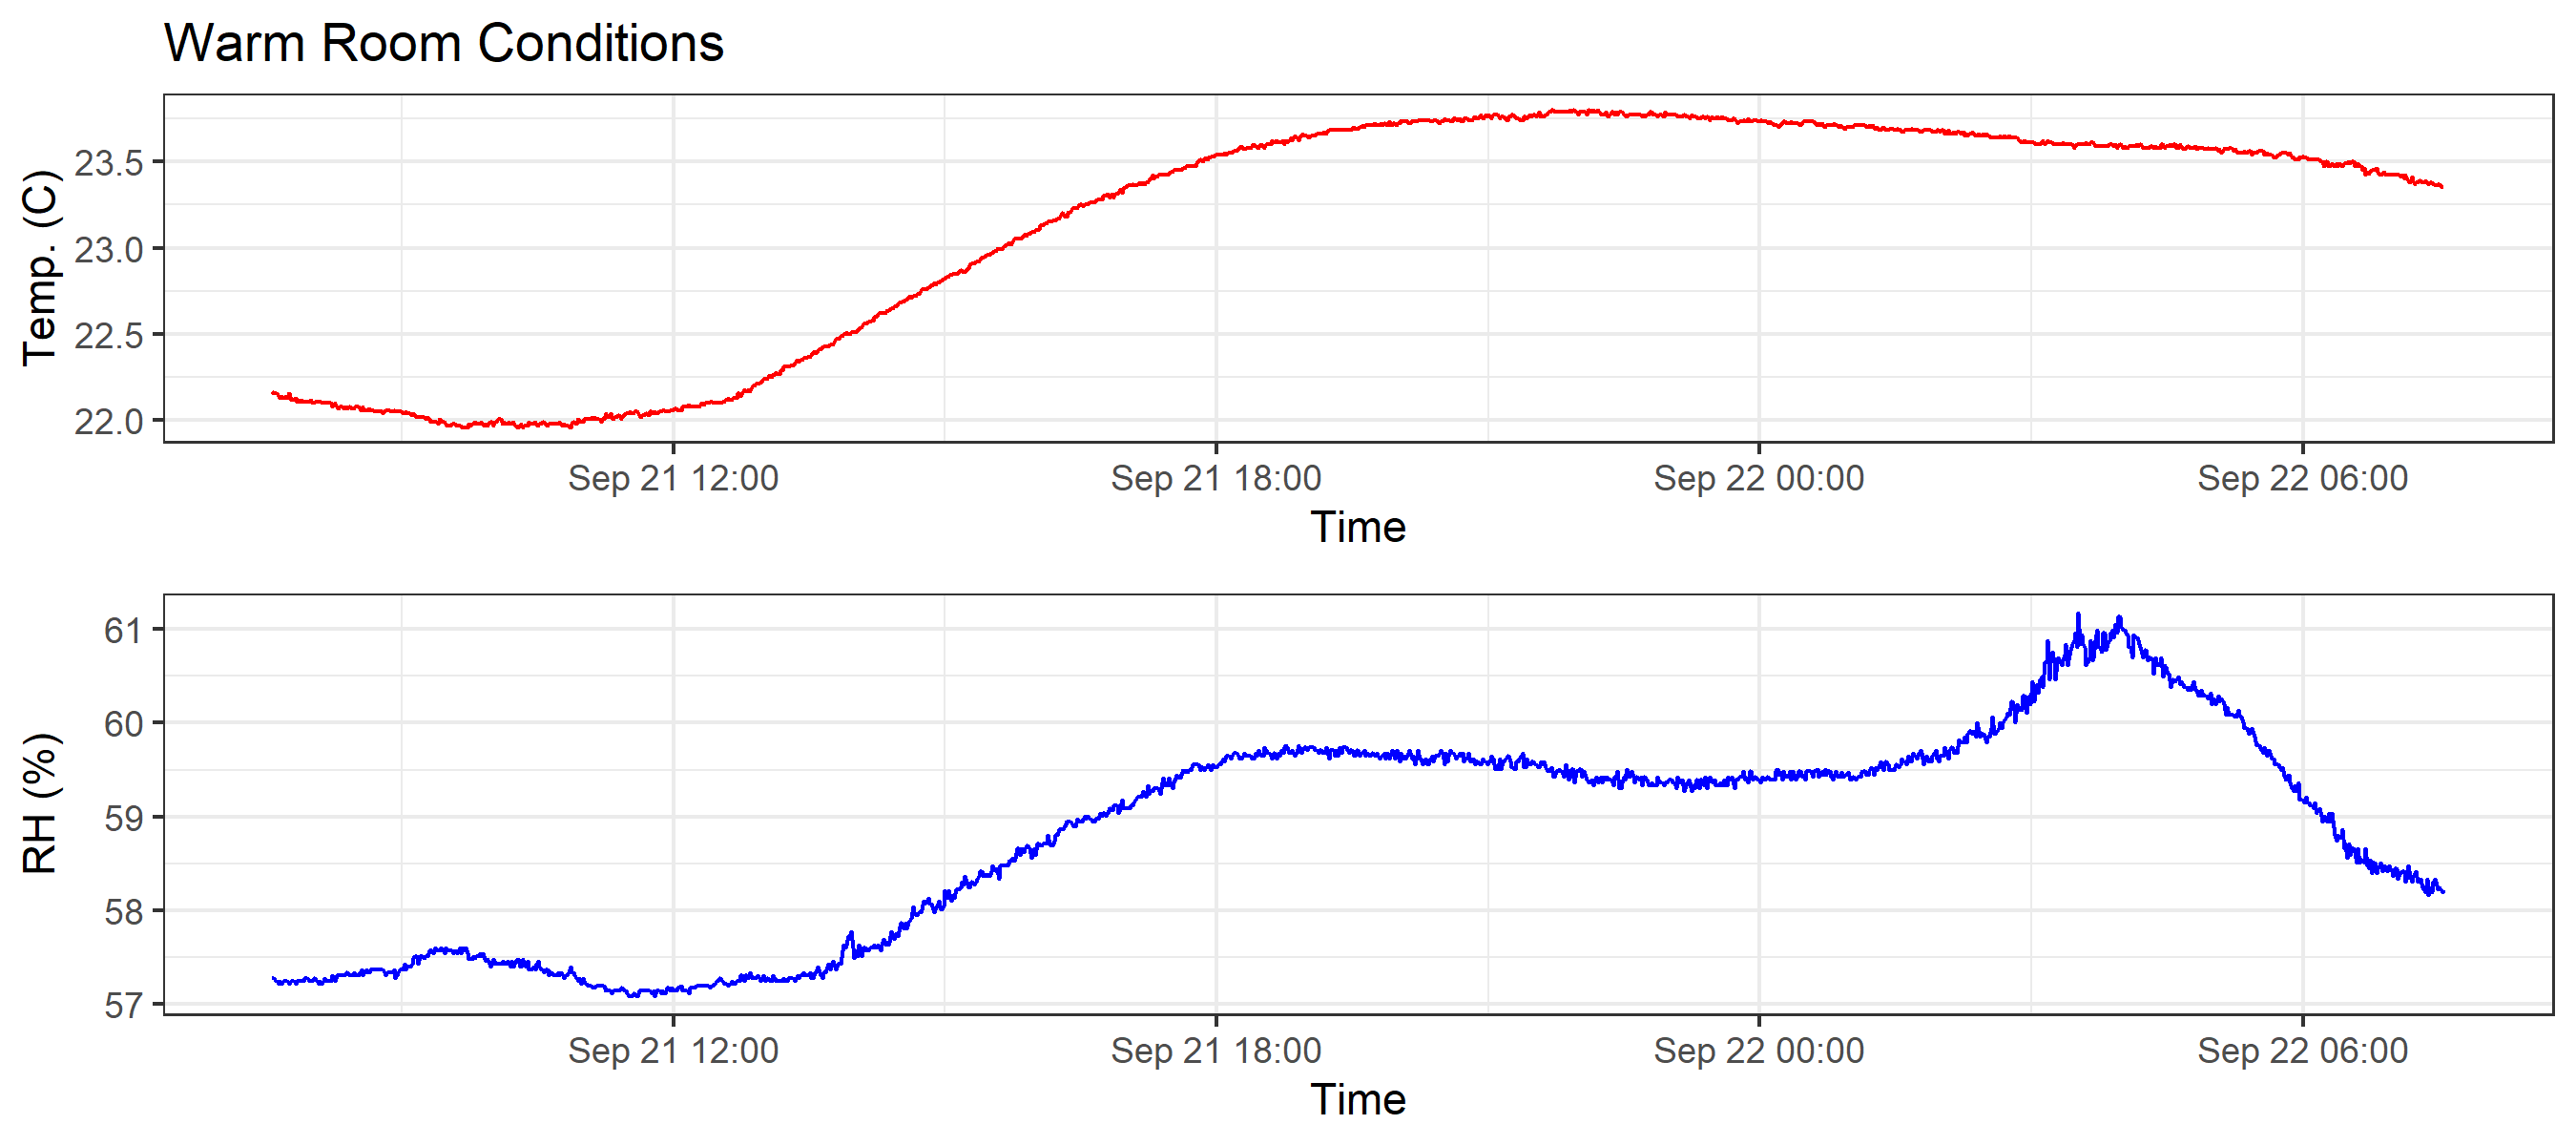 Warm Room Conditions
Temp. (C)
23.5
23.0
22.5
22.0
Sep 21 12:00 Sep 21 18:00 Sep 22 00:00 Sep 22 06:00
Time
RH (%)
61
60
59
58
57
Sep 21 12:00 Sep 21 18:00 Sep 22 00:00 Sep 22 06:00
Time